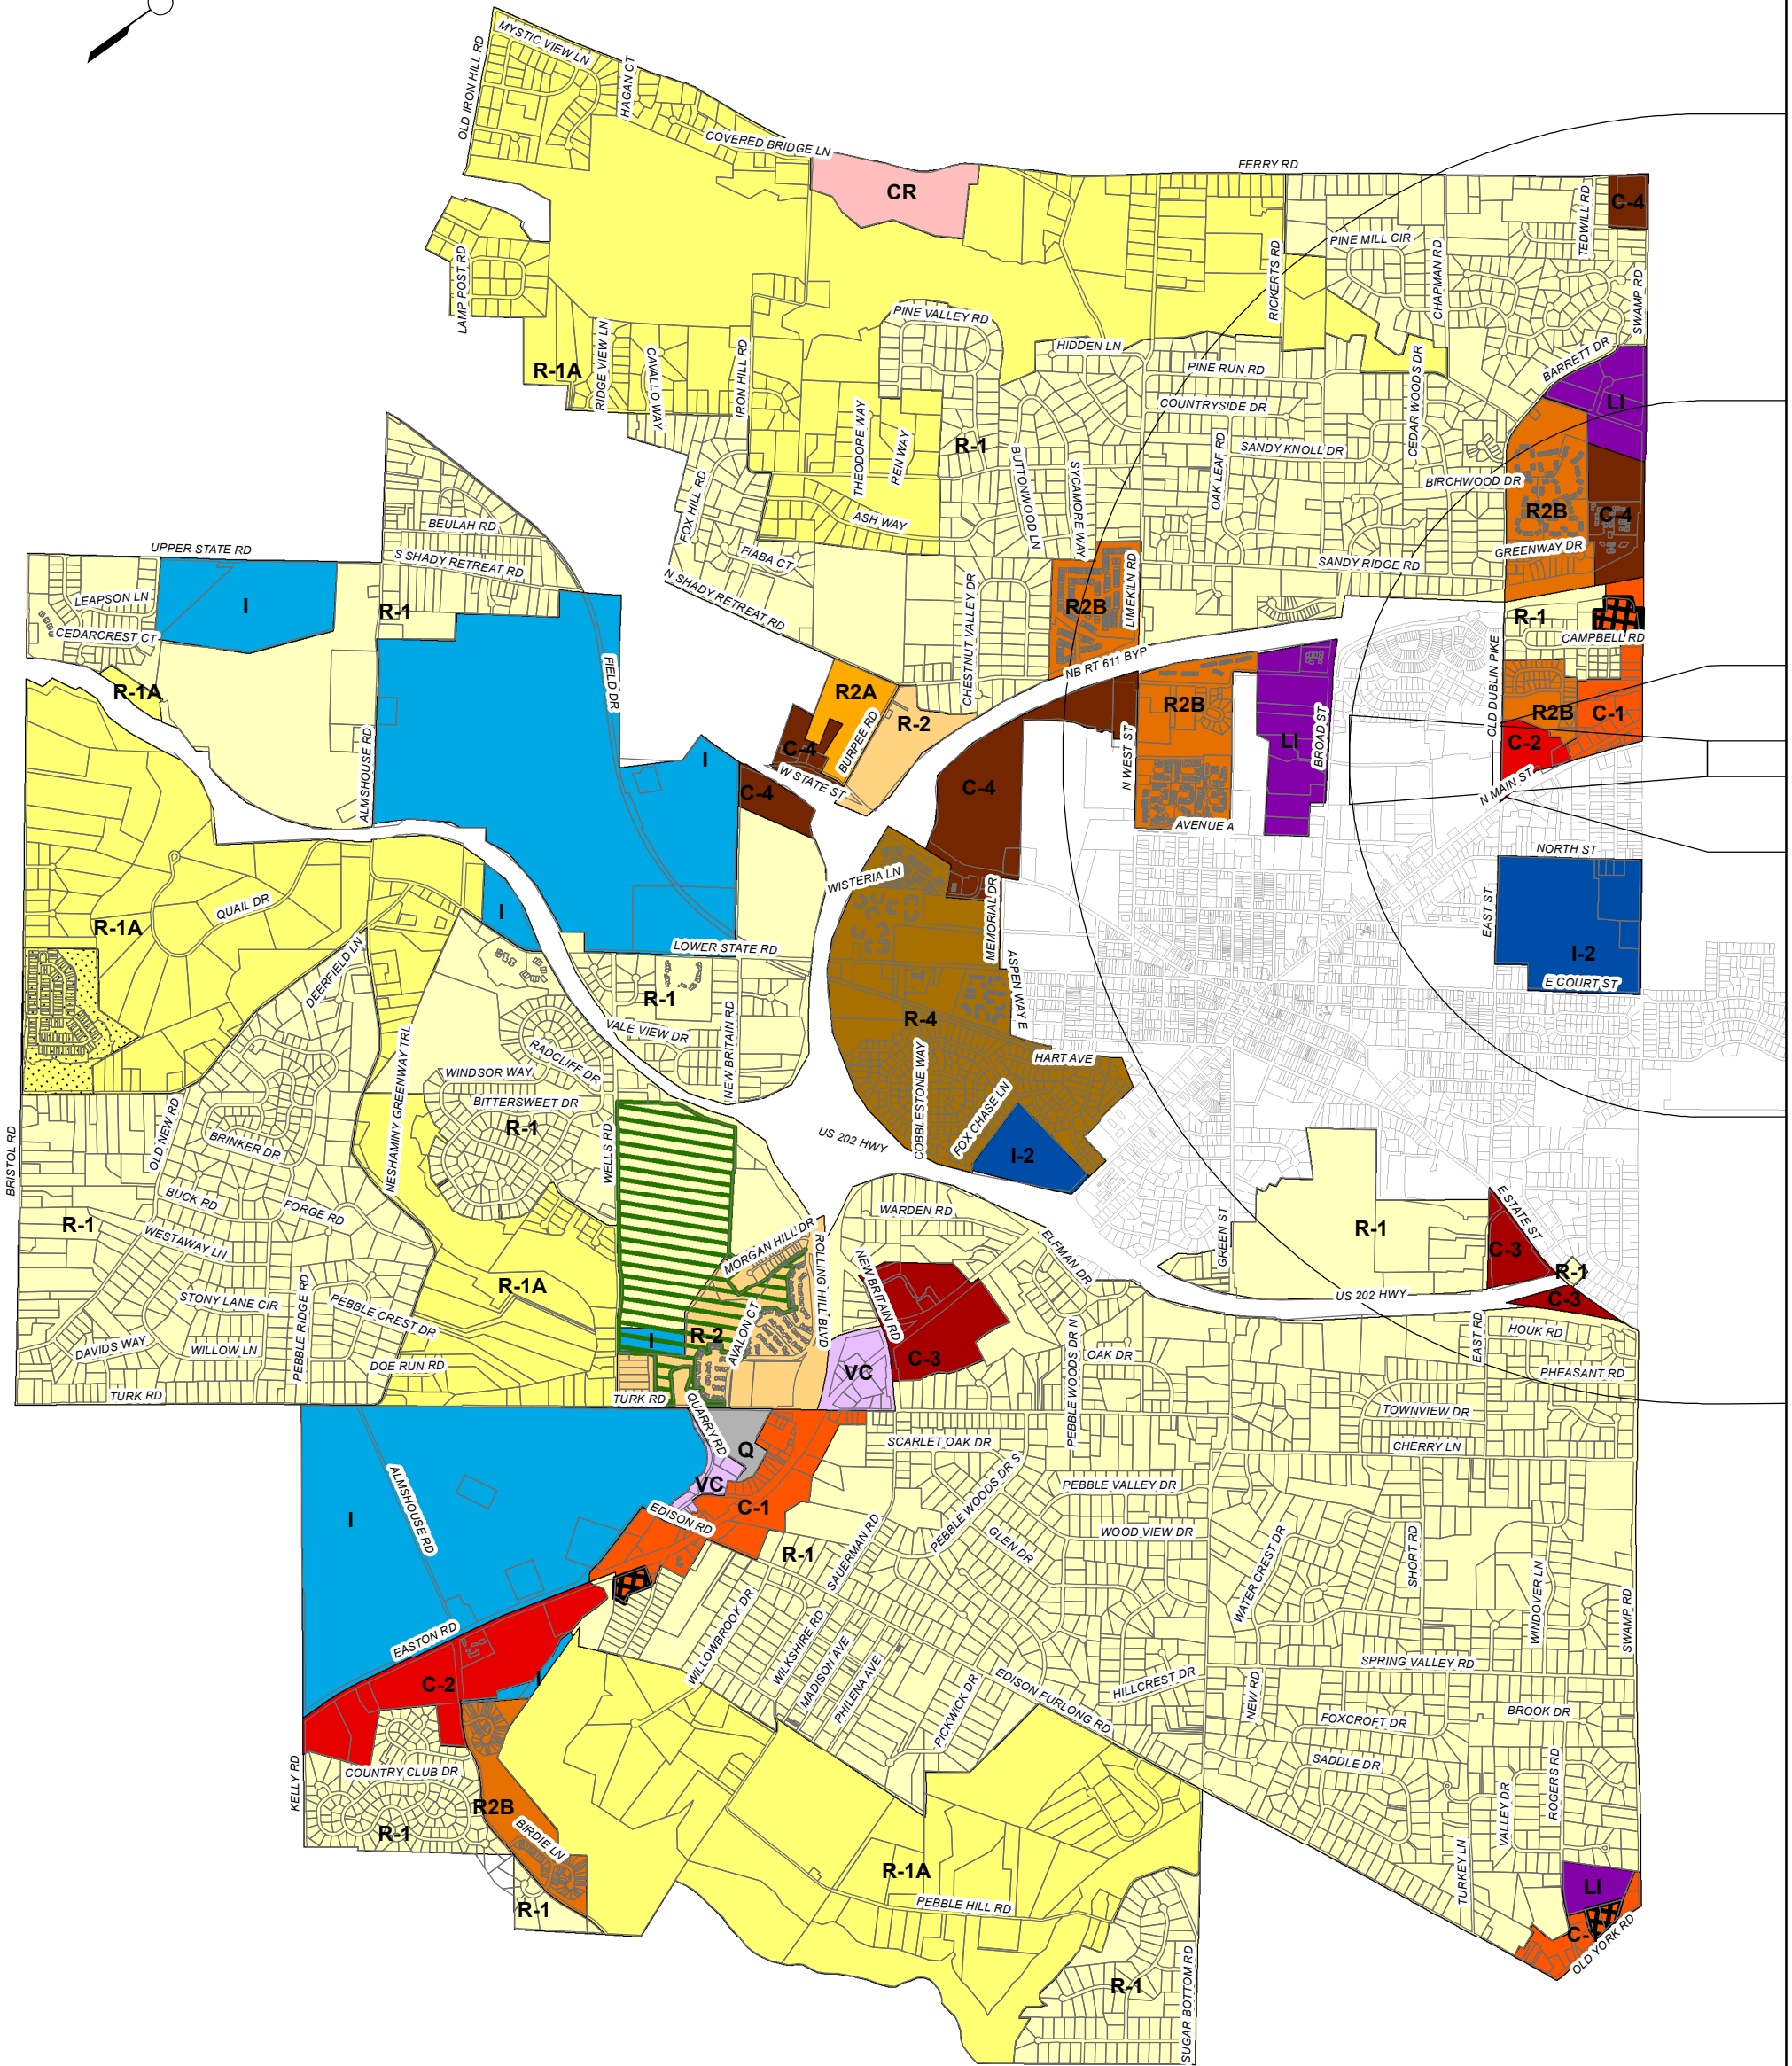 MYSTIC VIEW LN
OLD IRON HILL RD
HAGAN CT
COVERED BRIDGE LN
FERRY RD
CR
C-4
TEDWILL RD
PINE MILL CIR
CHAPMAN RD
SWAMP RD
RICKERTS RD
LAMP POST RD
PINE VALLEY RD
HIDDEN LN
BARRETT DR
R-1A
RIDGE VIEW LN
CAVALLO WAY
IRON HILL RD
PINE RUN RD
COUNTRYSIDE DR
CEDAR WOODS DR
LI
THEODORE WAY
REN WAY
R-1
BUTTONWOOD LN
SYCAMORE WAY
OAK LEAF RD
SANDY KNOLL DR
BIRCHWOOD DR
R2B
C-4
FOX HILL RD
ASH WAY
FIABA CT
BEULAH RD
S SHADY RETREAT RD
N SHADY RETREAT RD
UPPER STATE RD
LEAPSON LN
I
R-1
CEDARCREST CT
CHESTNUT VALLEY DR
R2B
LIMEKILN RD
SANDY RIDGE RD
GREENWAY DR
R-1
CAMPBELL RD
OLD DUBLIN PIKE
NB RT 611 BYP
R-1A
FIELD DR
R2A
BURPEE RD
R-2
C-4
W STATE ST
I
C-4
C-4
N WEST ST
R2B
LI
BROAD ST
R2B
C-1
C-2
N MAIN ST
AVENUE A
ALMSHOUSE RD
NORTH ST
EAST ST
I-2
E COURT ST
WISTERIA LN
MEMORIAL DR
ASPEN WAY E
R-4
HART AVE
COBBLESTONE WAY
FOX CHASE LN
I-2
QUAIL DR
R-1A
I
LOWER STATE RD
DEERFIELD LN
R-1
VALE VIEW DR
NEW BRITAIN RD
RADCLIFF DR
WINDSOR WAY
BITTERSWEET DR
R-1
NESHAMINY GREENWAY TRL
OLD NEW RD
BRISTOL RD
BRINKER DR
WELLS RD
US 202 HWY
BUCK RD
FORGE RD
R-1
WESTAWAY LN
WARDEN RD
GREEN ST
R-1
E STATE ST
C-3
R-1
C-3
US 202 HWY
MORGAN HILL DR
ROLLING HILL BLVD
NEW BRITAIN RD
ELFMAN DR
R-1A
STONY LANE CIR
PEBBLE RIDGE RD
PEBBLE CREST DR
DAVIDS WAY
WILLOW LN
DOE RUN RD
TURK RD
I
R-2
AVALON CT
VC
C-3
PEBBLE WOODS DR N
OAK DR
EAST RD
HOUK RD
PHEASANT RD
TURK RD
QUARRY RD
TOWNVIEW DR
SCARLET OAK DR
CHERRY LN
Q
VC
C-1
EDISON RD
PEBBLE WOODS DR S
PEBBLE VALLEY DR
I
ALMSHOUSE RD
WOOD VIEW DR
GLEN DR
R-1
SAUERMAN RD
WATER CREST DR
SHORT RD
WINDOVER LN
SWAMP RD
EASTON RD
WILLOWBROOK DR
WILKSHIRE RD
MADISON AVE
PHILENA AVE
PICKWICK DR
EDISON FURLONG RD
HILLCREST DR
NEW RD
SPRING VALLEY RD
C-2
I
FOXCROFT DR
BROOK DR
SADDLE DR
KELLY RD
COUNTRY CLUB DR
R2B
R-1
BIRDIE LN
VALLEY DR
ROGERS RD
R-1A
PEBBLE HILL RD
TURKEY LN
LI
R-1
C-1
OLD YORK RD
R-1
SUGAR BOTTOM RD